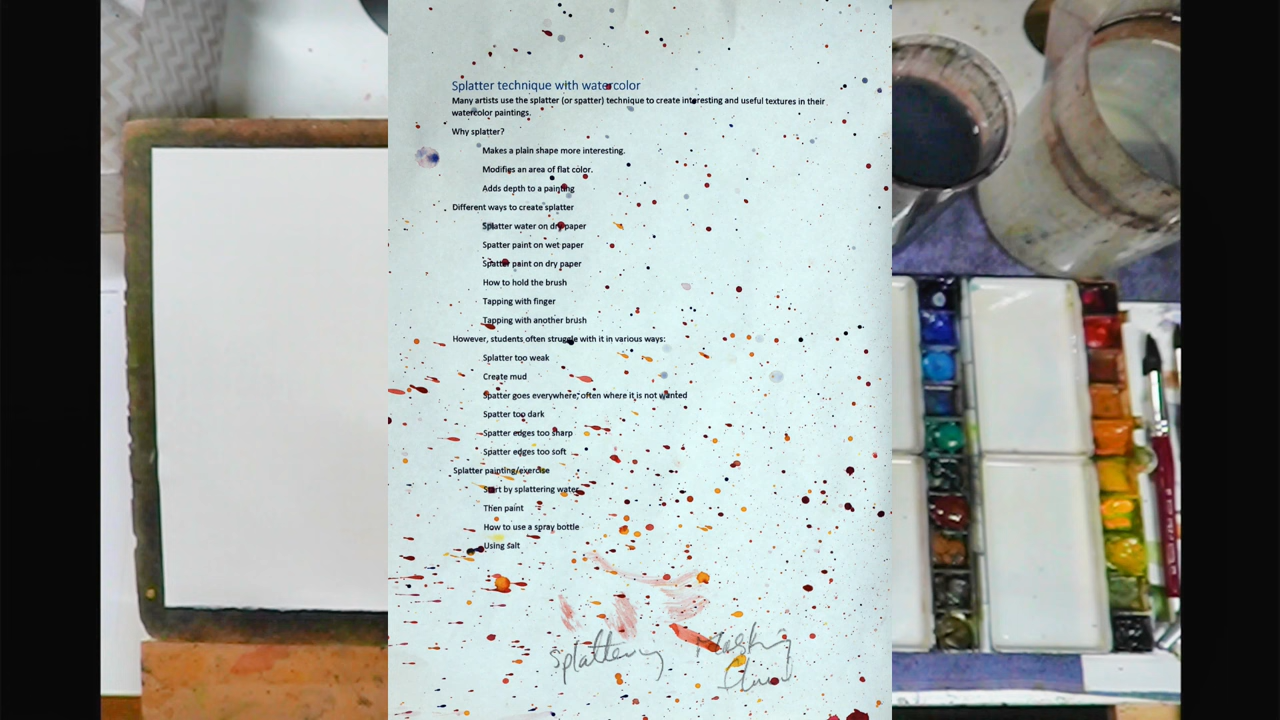 Splatter technique with watercolor
Many artists use the splatter (or spatter) technique to create interesting and useful textures in their
watercolor paintings.
Why splatter?
Makes a plain shape more interesting.
Modifies an area of flat color.
Adds depth to a painting
Different ways to create splatter
Splatter water on dry paper
Spatter paint on wet paper
Spatter paint on dry paper
How to hold the brush
Tapping with finger
Tapping with another brush
However, students often struggle with it in various ways:
Splatter too weak
Create mud
Spatter goes everywhere, often where it is not wanted
Spatter too dark
Spatter edges too sharp
Spatter edges too soft
Splatter painting/exercise
Start by splattering water
Then paint
How to use a spray bottle
Using salt
Splattering Masking
fluid